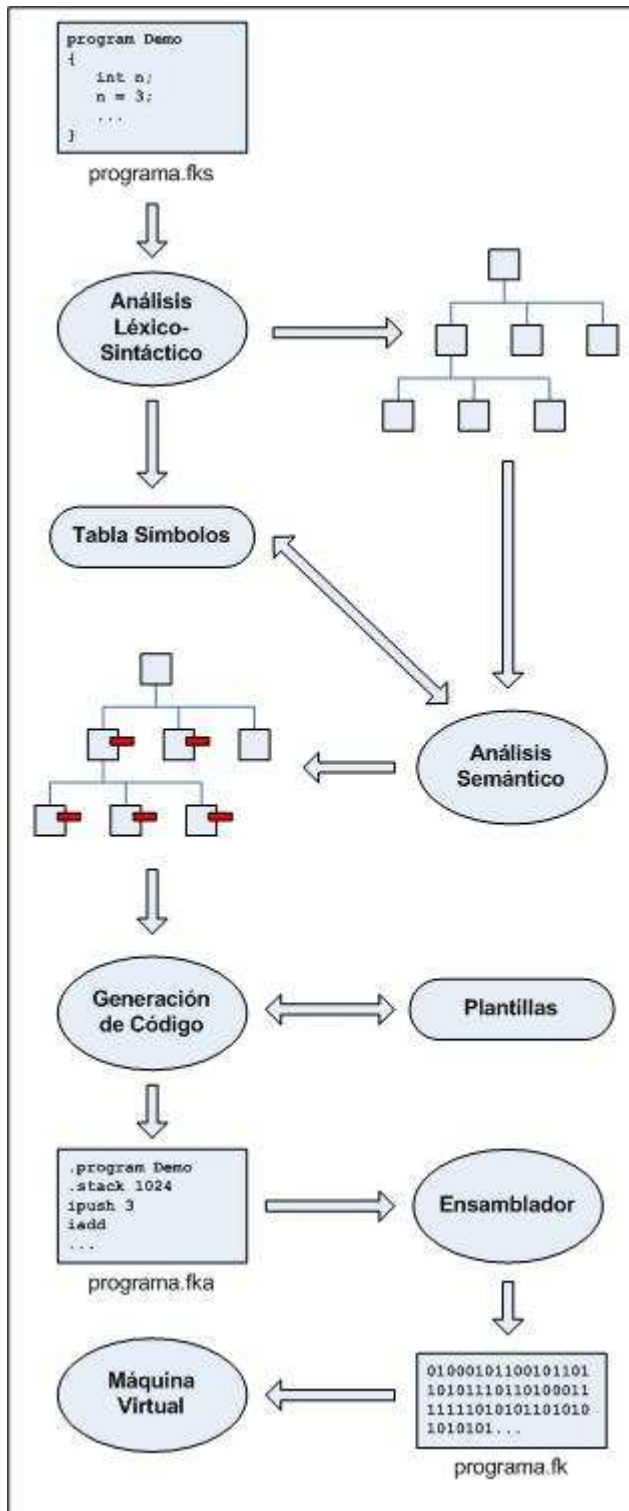 program Demo
{
int n;
n = 3;
...
}
programa.fks
Análisis
Léxico-
Sintáctico
Tabla Símbolos
Análisis
Semántico
Generación
de Código
Plantillas
.program Demo
.stack 1024
ipush 3
iadd
...
programa.fka
Ensamblador
Máquina
Virtual
01000101100101101
10101110110100011
11111010101101010
1010101...
programa.fk